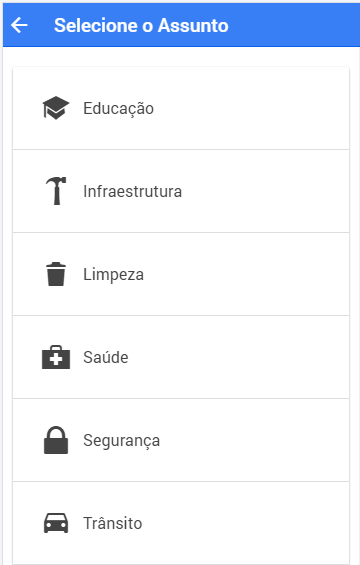 Selecione o Assunto
Educação
Infraestrutura
Limpeza
Saúde
Segurança
Trânsito